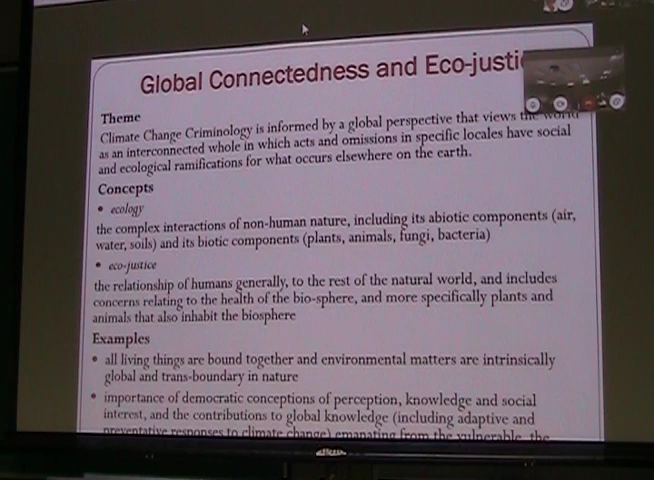 Global Connectedness and Eco-justi
Theme
Climate Change Criminology is informed by a global perspective that views the world
as an interconnected whole in which acts and omissions in specific locales have social
and ecological ramifications for what occurs elsewhere on the earth.
Concepts
• ecology
the complex interactions of non-human nature, including its abiotic components (air,
water, soils) and its biotic components (plants, animals, fungi, bacteria)
• eco-justice
the relationship of humans generally, to the rest of the natural world, and includes
concerns relating to the health of the bio-sphere, and more specifically plants and
animals that also inhabit the biosphere
Examples
• all living things are bound together and environmental matters are intrinsically
global and trans-boundary in nature
• importance of democratic conceptions of perception, knowledge and social
interest, and the contributions to global knowledge (including adaptive and
preventative responses to climate change) emanating from the vulnerable, the